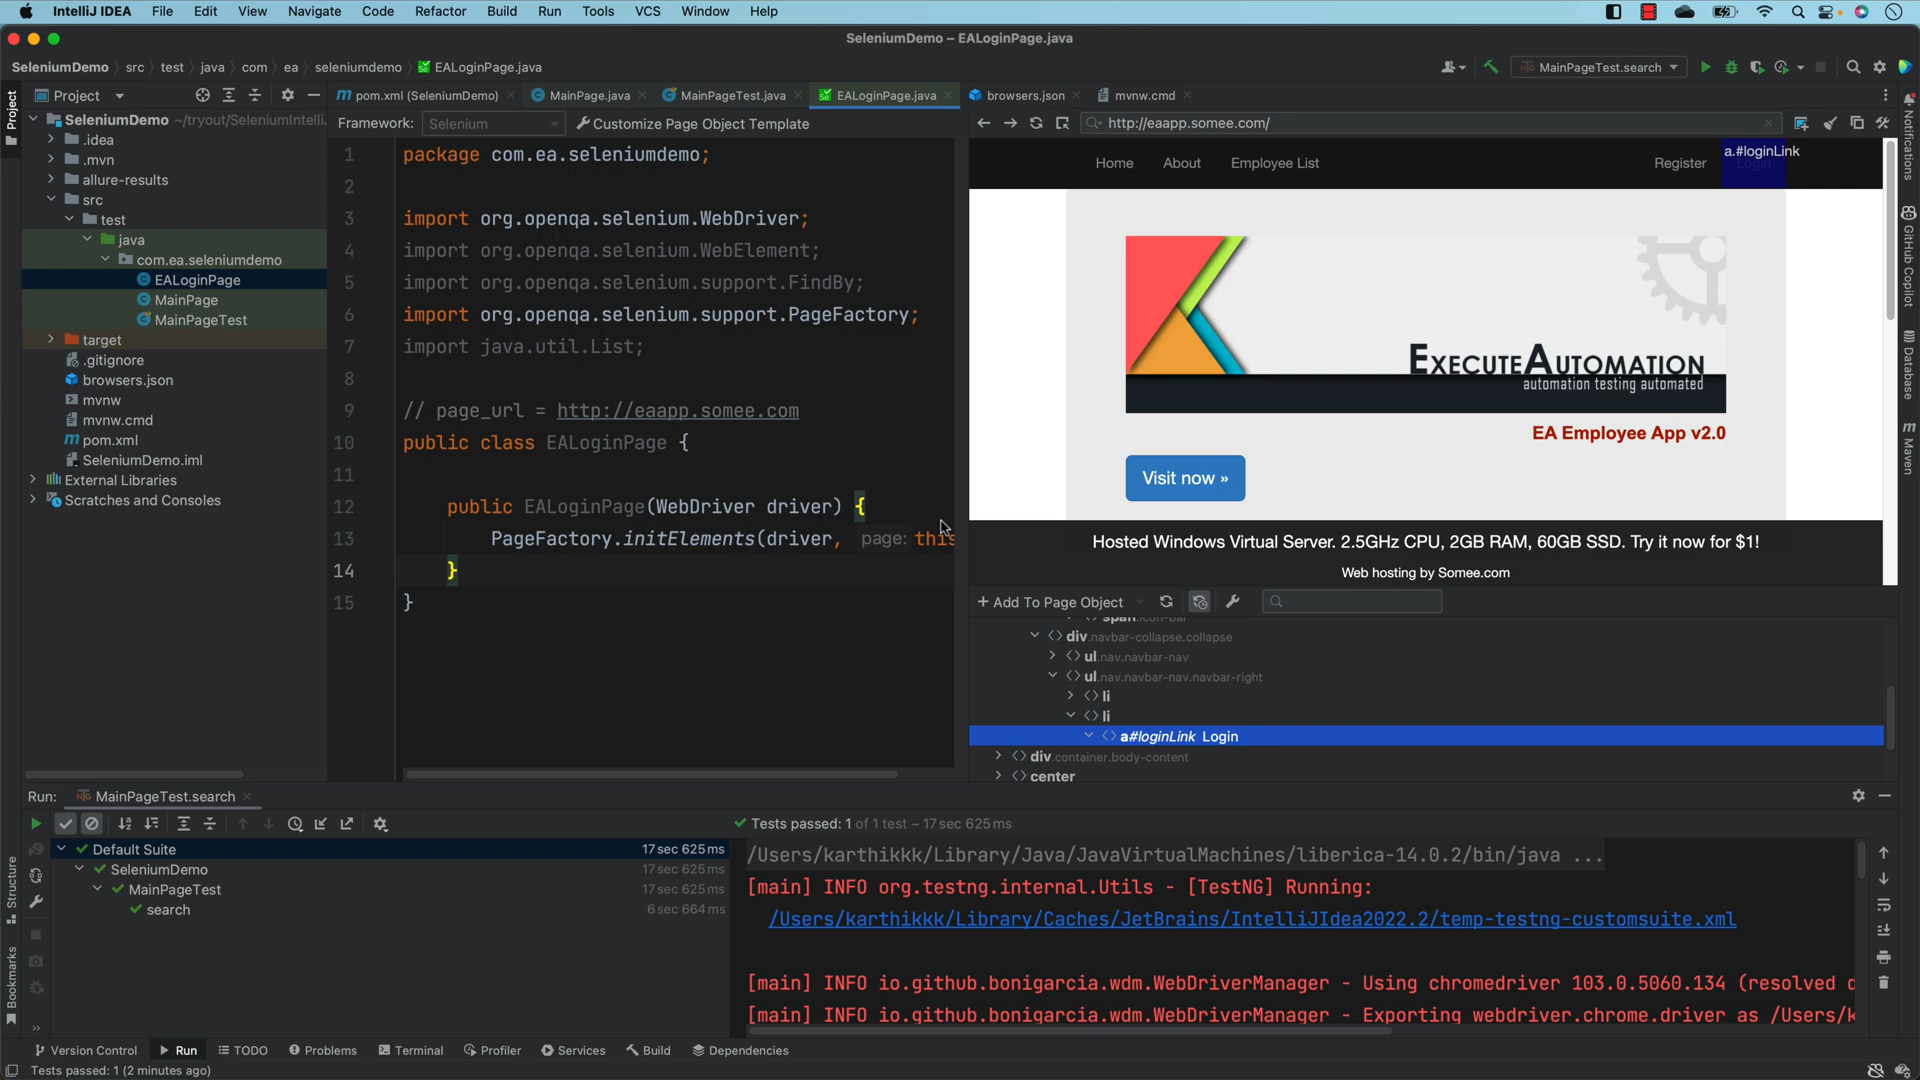 IntelliJ IDEA File Edit View Navigate Code Refactor Build Run Tools VCS Window Help
SeleniumDemo – EALoginPage.java
SeleniumDemo src test java com ea seleniumdemo EALoginPage.java
MainPageTest.search
Project
Project
pom.xml (SeleniumDemo) MainPage.java MainPageTest.java EALoginPage.java browsers.json mvnw.cmd
SeleniumDemo ~/tryout/SeleniumIntelli
.idea
.mvn
allure-results
src
test
java
com.ea.seleniumdemo
EALoginPage
MainPage
MainPageTest
target
.gitignore
browsers.json
mvnw
mvnw.cmd
pom.xml
SeleniumDemo.iml
External Libraries
Scratches and Consoles
Framework: Selenium Customize Page Object Template
1 package com.ea.seleniumdemo;
2
3 import org.openqa.selenium.WebDriver;
4 import org.openqa.selenium.WebElement;
5 import org.openqa.selenium.support.FindBy;
6 import org.openqa.selenium.support.PageFactory;
7 import java.util.List;
8
9 // page_url = http://eaapp.somee.com
10 public class EALoginPage {
11
12 public EALoginPage(WebDriver driver) {
13 PageFactory.initElements(driver, page: this
14 }
15 }
http://eaapp.somee.com/
Home About Employee List Register Login
a.#loginLink
EXECUTEAUTOMATION
automation testing automated
EA Employee App v2.0
Visit now »
Hosted Windows Virtual Server. 2.5GHz CPU, 2GB RAM, 60GB SSD. Try it now for $1!
Web hosting by Somee.com
+ Add To Page Object
span.icon-bar
div.navbar-collapse.collapse
ul.nav.navbar-nav
ul.nav.navbar-nav.navbar-right
li
li
a#loginLink Login
div.container.body-content
center
Notifications
GitHub Copilot
Database
Maven
Structure
Bookmarks
Run: MainPageTest.search
Tests passed: 1 of 1 test – 17 sec 625 ms
Default Suite 17 sec 625 ms
SeleniumDemo 17 sec 625 ms
MainPageTest 17 sec 625 ms
search 6 sec 664 ms
/Users/karthikkk/Library/Java/JavaVirtualMachines/liberica-14.0.2/bin/java ...
[main] INFO org.testng.internal.Utils - [TestNG] Running:
/Users/karthikkk/Library/Caches/JetBrains/IntelliJIdea2022.2/temp-testng-customsuite.xml
[main] INFO io.github.bonigarcia.wdm.WebDriverManager - Using chromedriver 103.0.5060.134 (resolved
[main] INFO io.github.bonigarcia.wdm.WebDriverManager - Exporting webdriver.chrome.driver as /Users/k
Version Control Run TODO Problems Terminal Profiler Services Build Dependencies
Tests passed: 1 (2 minutes ago)